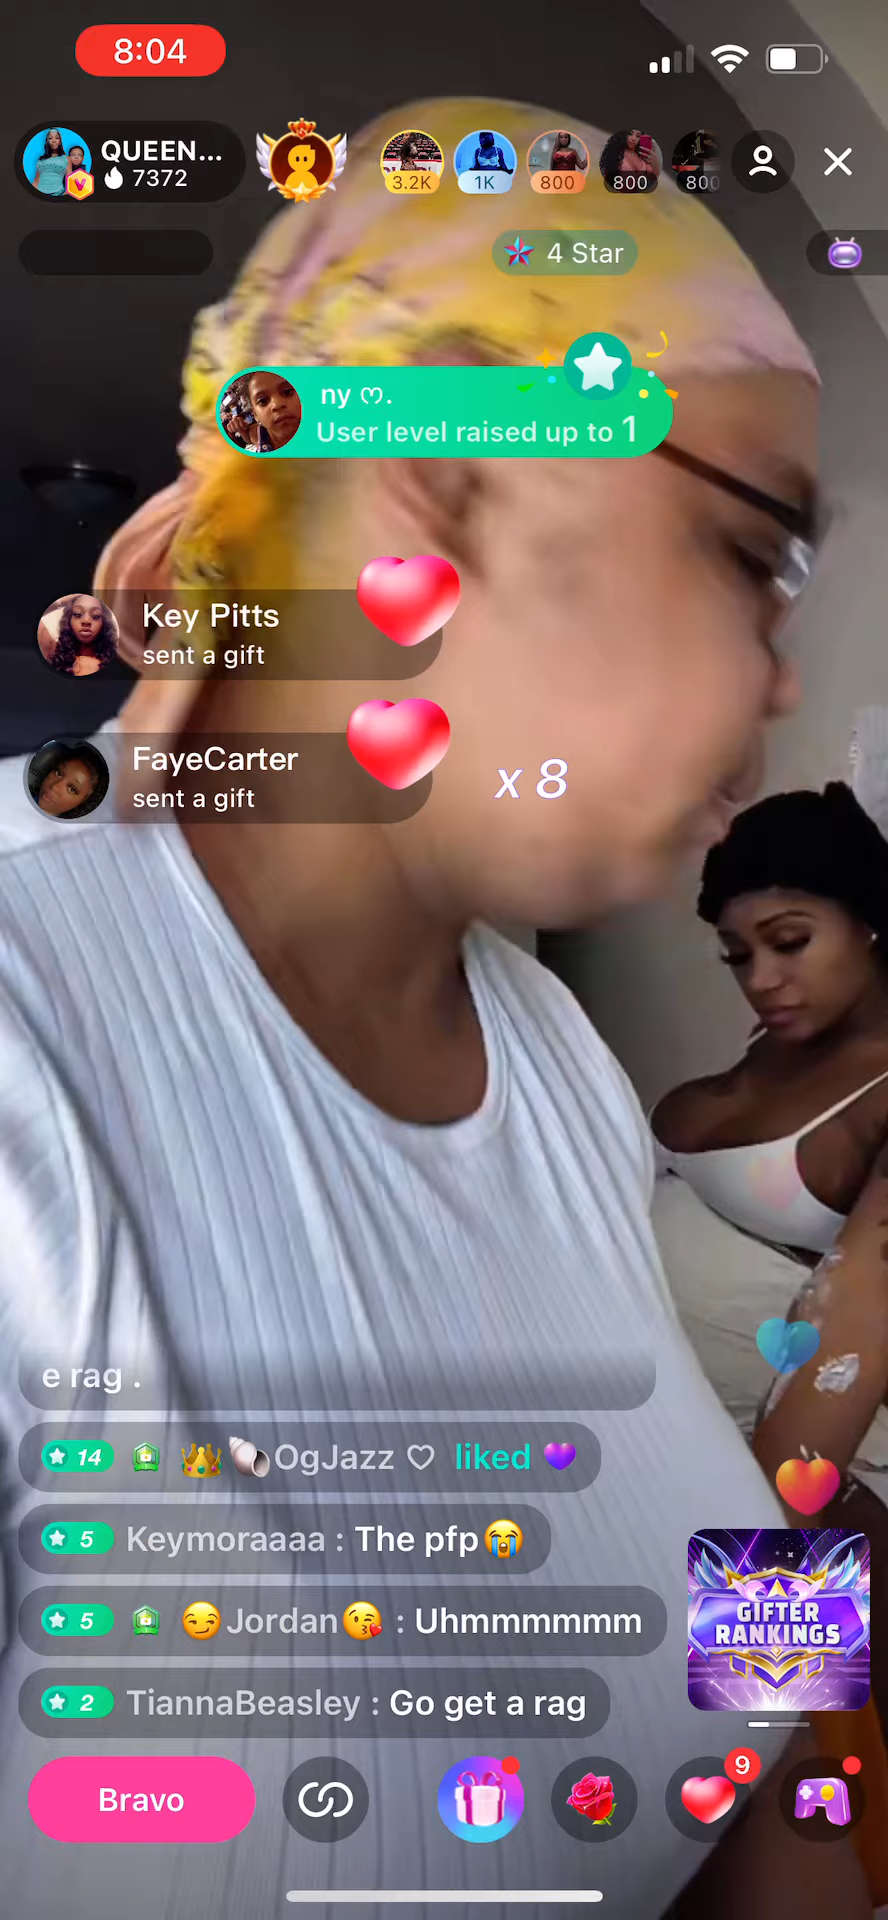 8:04
QUEEN...
7372
3.2K
1K
800
800
800
4 Star
ny ෆ.
User level raised up to 1
Key Pitts
sent a gift
FayeCarter
sent a gift
x 8
e rag .
14 👑🐚OgJazz ♡ liked 💜
5 Keymoraaaa : The pfp😭
5 😏Jordan😘 : Uhmmmmmm
2 TiannaBeasley : Go get a rag
GIFTER
RANKINGS
Bravo
9